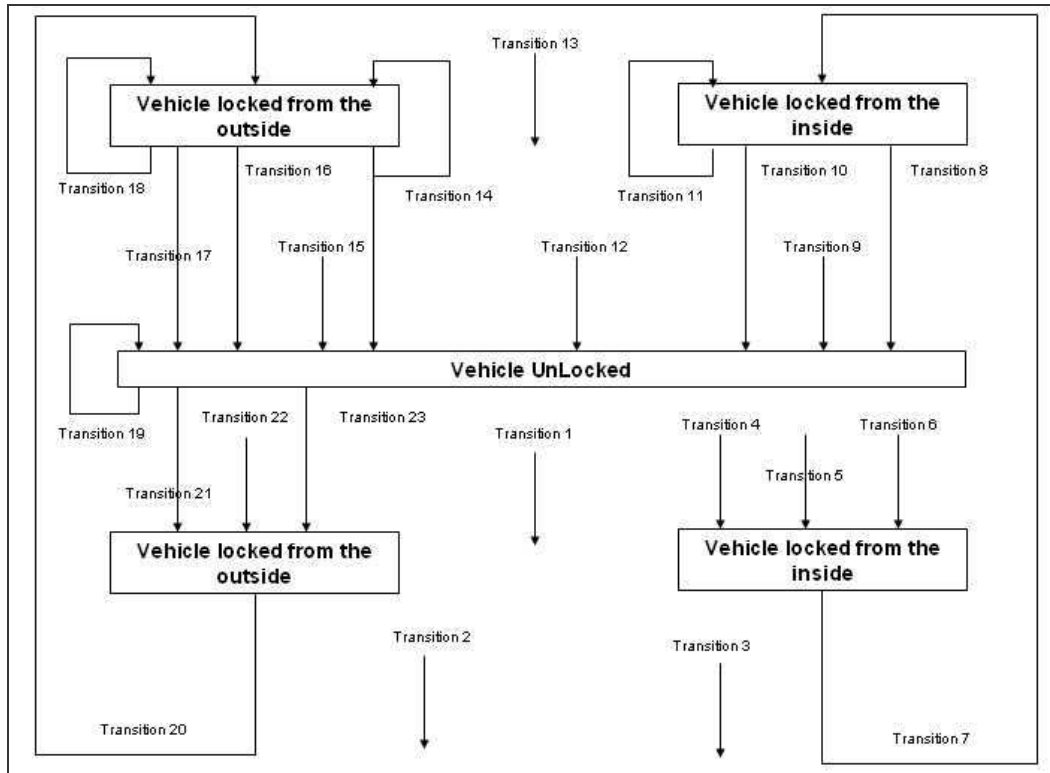 Transition 13
Vehicle locked from the
outside
Vehicle locked from the
inside
Transition 18
Transition 16
Transition 14
Transition 11
Transition 10
Transition 8
Transition 17
Transition 15
Transition 12
Transition 9
Vehicle UnLocked
Transition 19
Transition 22
Transition 23
Transition 1
Transition 4
Transition 6
Transition 5
Transition 21
Vehicle locked from the
outside
Vehicle locked from the
inside
Transition 2
Transition 3
Transition 20
Transition 7